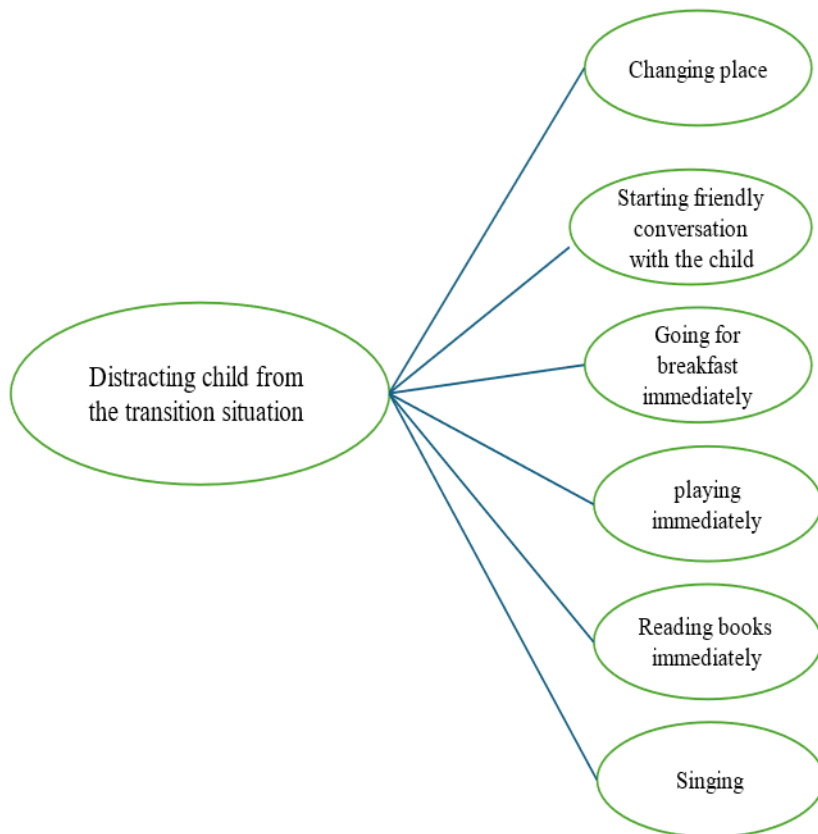 Changing place
Starting friendly
conversation
with the child
Distracting child from
the transition situation
Going for
breakfast
immediately
playing
immediately
Reading books
immediately
Singing